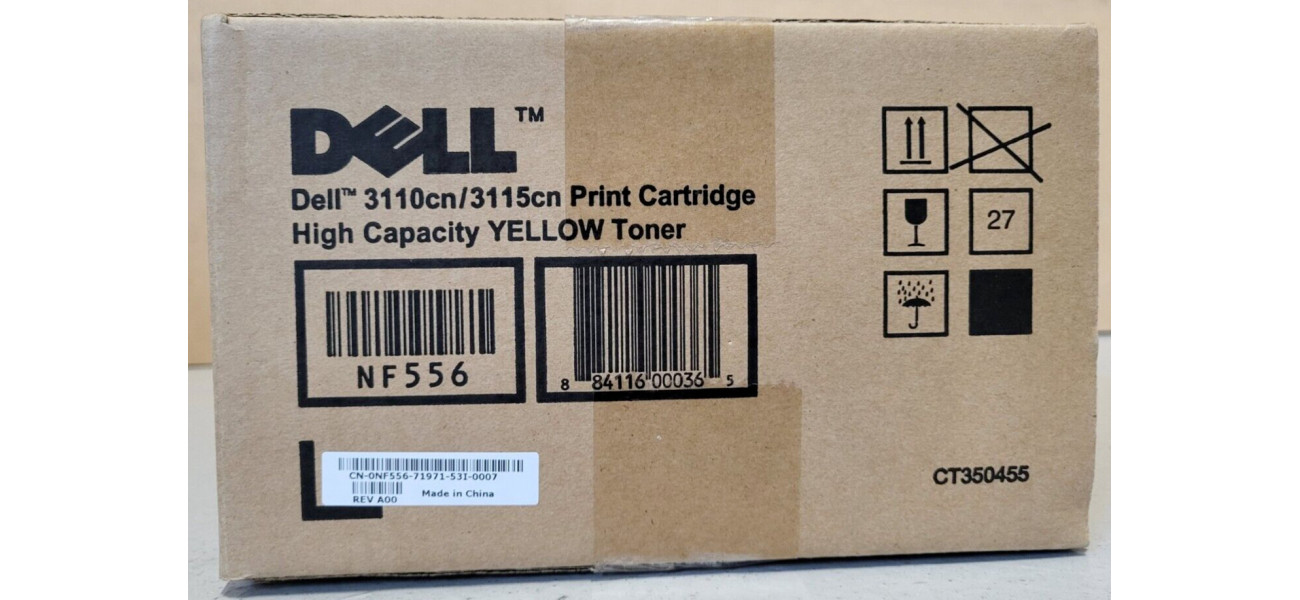 DELL™
Dell™ 3110cn/3115cn Print Cartridge
High Capacity YELLOW Toner
NF556
8 84116 00036 5
27
CN-0NF556-71971-53I-0007
REV A00 Made in China
CT350455